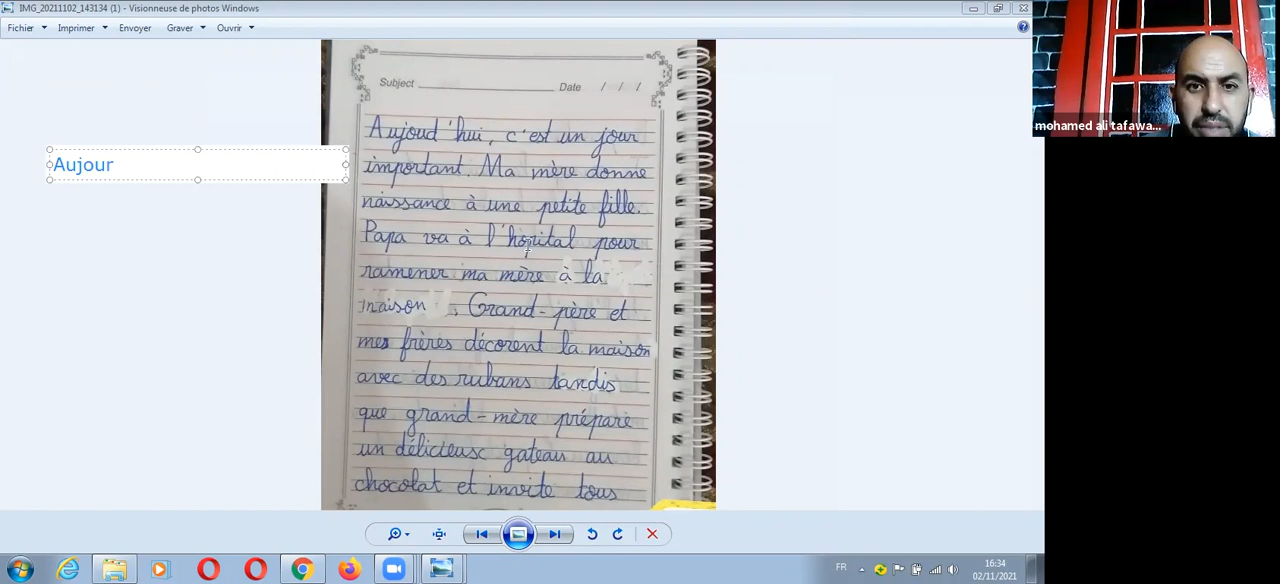 IMG_20211102_143134 (1) - Visionneuse de photos Windows
Fichier Imprimer Envoyer Graver Ouvrir
Subject Date / / /
Aujoud'hui, c'est un jour
important. Ma mère donne
naissance à une petite fille.
Papa va à l'hôpital pour
ramener ma mère à la
maison . Grand-père et
mes frères décorent la maison
avec des rubans tandis
que grand-mère prépare
un délicieux gateau au
chocolat et invite tous
Aujour
mohamed ali tafawa...
FR
16:34
02/11/2021